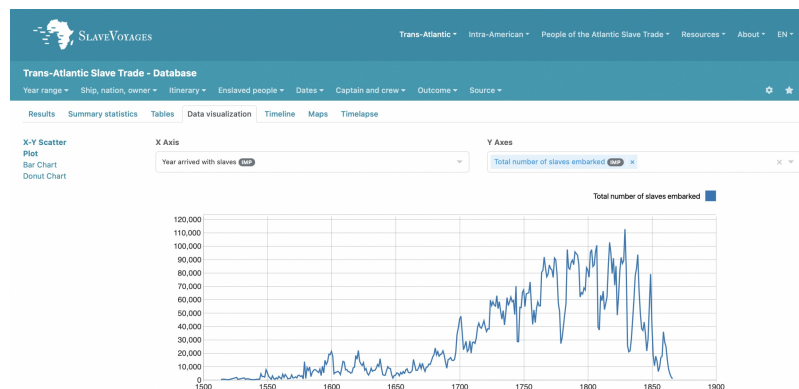 SLAVEVOYAGES
Trans-Atlantic Intra-American People of the Atlantic Slave Trade Resources About EN
Trans-Atlantic Slave Trade - Database
Year range Ship, nation, owner Itinerary Enslaved people Dates Captain and crew Outcome Source
Results Summary statistics Tables Data visualization Timeline Maps Timelapse
X-Y Scatter
Plot
Bar Chart
Donut Chart
X Axis Y Axes
Year arrived with slaves IMP Total number of slaves embarked IMP ×
Total number of slaves embarked
120,000
110,000
100,000
90,000
80,000
70,000
60,000
50,000
40,000
30,000
20,000
10,000
0
1500 1550 1600 1650 1700 1750 1800 1850 1900